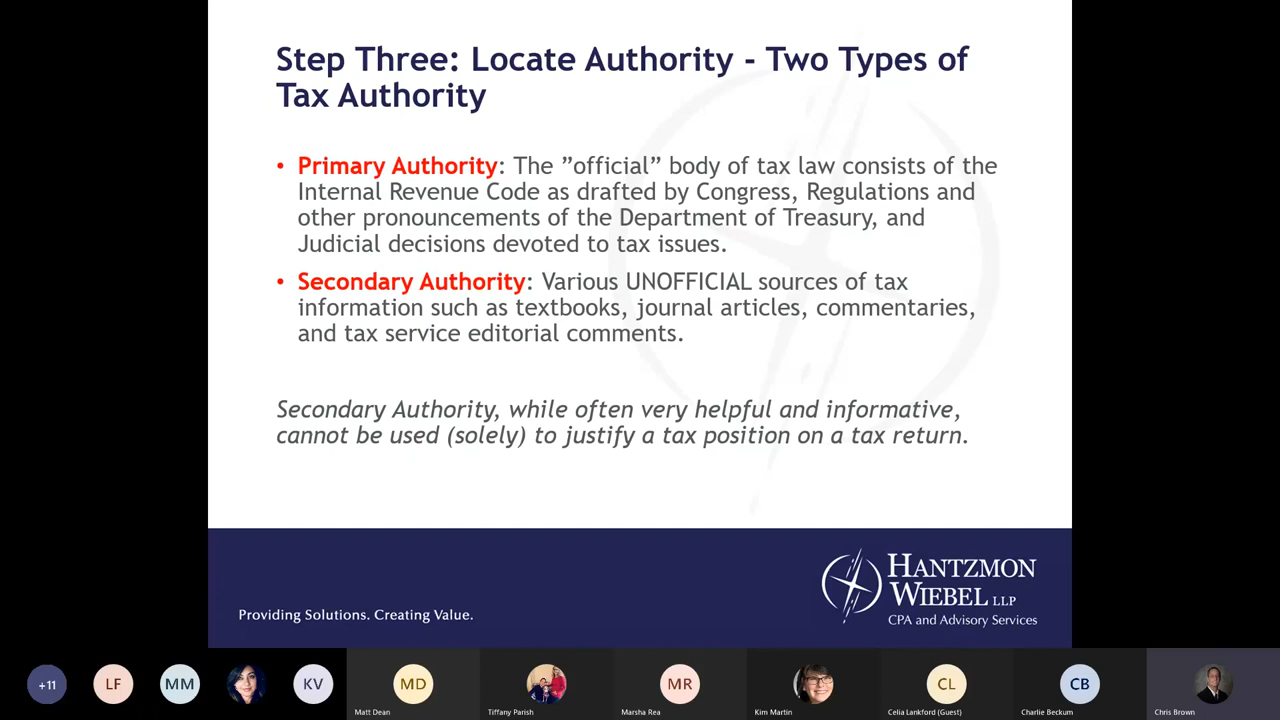 Step Three: Locate Authority - Two Types of
Tax Authority
• Primary Authority: The ”official” body of tax law consists of the
Internal Revenue Code as drafted by Congress, Regulations and
other pronouncements of the Department of Treasury, and
Judicial decisions devoted to tax issues.
• Secondary Authority: Various UNOFFICIAL sources of tax
information such as textbooks, journal articles, commentaries,
and tax service editorial comments.
Secondary Authority, while often very helpful and informative,
cannot be used (solely) to justify a tax position on a tax return.
HANTZMON
WIEBEL LLP
CPA and Advisory Services
Providing Solutions. Creating Value.
+11
LF
MM
KV
MD
Matt Dean
Tiffany Parish
MR
Marsha Rea
Kim Martin
CL
Celia Lankford (Guest)
CB
Charlie Beckum
Chris Brown